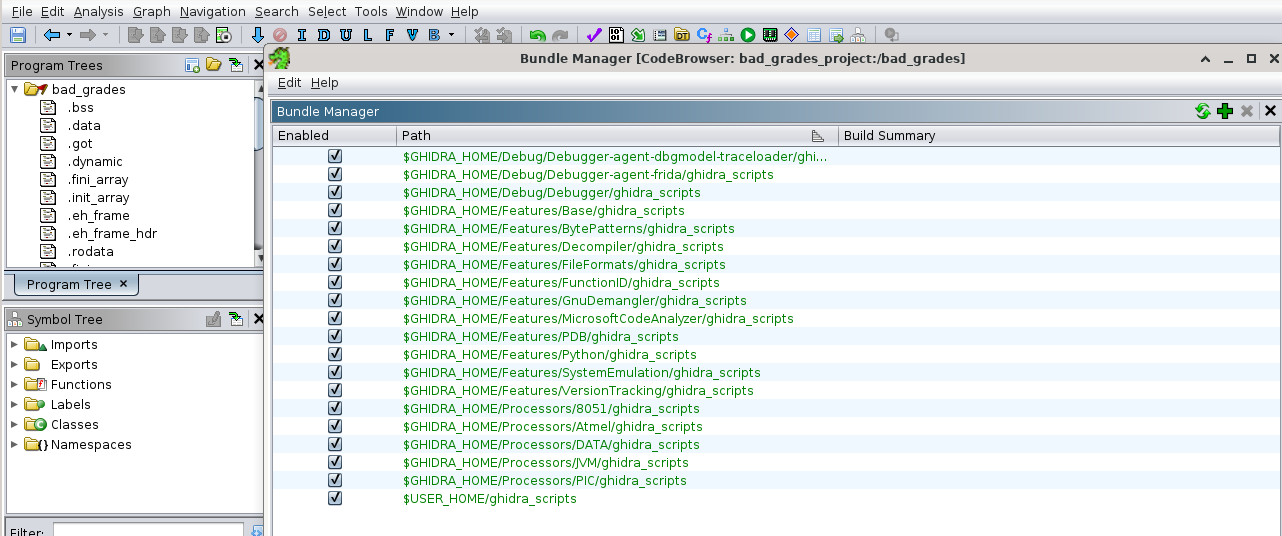 File Edit Analysis Graph Navigation Search Select Tools Window Help
I D U L F V B
Bundle Manager [CodeBrowser: bad_grades_project:/bad_grades]
Program Trees
Edit Help
bad_grades
Bundle Manager
.bss
.data
.got
.dynamic
.fini_array
.init_array
.eh_frame
.eh_frame_hdr
.rodata
Program Tree
Symbol Tree
Imports
Exports
Functions
Labels
Classes
Namespaces
Filter:
Enabled Path Build Summary
$GHIDRA_HOME/Debug/Debugger-agent-dbgmodel-traceloader/ghi...
$GHIDRA_HOME/Debug/Debugger-agent-frida/ghidra_scripts
$GHIDRA_HOME/Debug/Debugger/ghidra_scripts
$GHIDRA_HOME/Features/Base/ghidra_scripts
$GHIDRA_HOME/Features/BytePatterns/ghidra_scripts
$GHIDRA_HOME/Features/Decompiler/ghidra_scripts
$GHIDRA_HOME/Features/FileFormats/ghidra_scripts
$GHIDRA_HOME/Features/FunctionID/ghidra_scripts
$GHIDRA_HOME/Features/GnuDemangler/ghidra_scripts
$GHIDRA_HOME/Features/MicrosoftCodeAnalyzer/ghidra_scripts
$GHIDRA_HOME/Features/PDB/ghidra_scripts
$GHIDRA_HOME/Features/Python/ghidra_scripts
$GHIDRA_HOME/Features/SystemEmulation/ghidra_scripts
$GHIDRA_HOME/Features/VersionTracking/ghidra_scripts
$GHIDRA_HOME/Processors/8051/ghidra_scripts
$GHIDRA_HOME/Processors/Atmel/ghidra_scripts
$GHIDRA_HOME/Processors/DATA/ghidra_scripts
$GHIDRA_HOME/Processors/JVM/ghidra_scripts
$GHIDRA_HOME/Processors/PIC/ghidra_scripts
$USER_HOME/ghidra_scripts